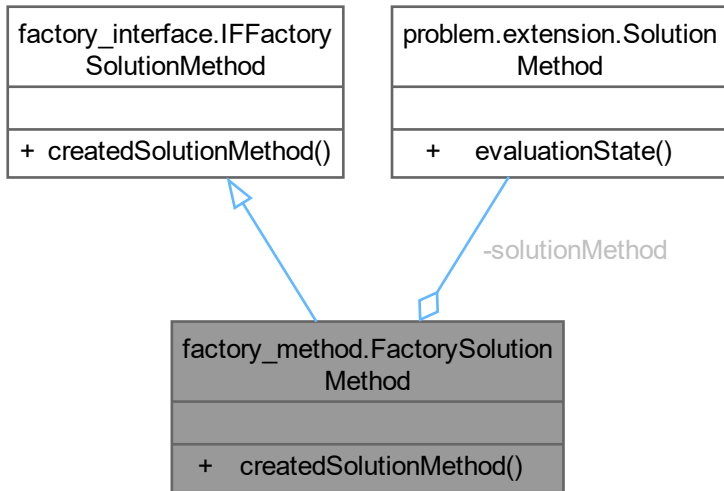 factory_interface.IFFactory
SolutionMethod
+ createdSolutionMethod()
problem.extension.Solution
Method
+ evaluationState()
-solutionMethod
factory_method.FactorySolution
Method
+ createdSolutionMethod()